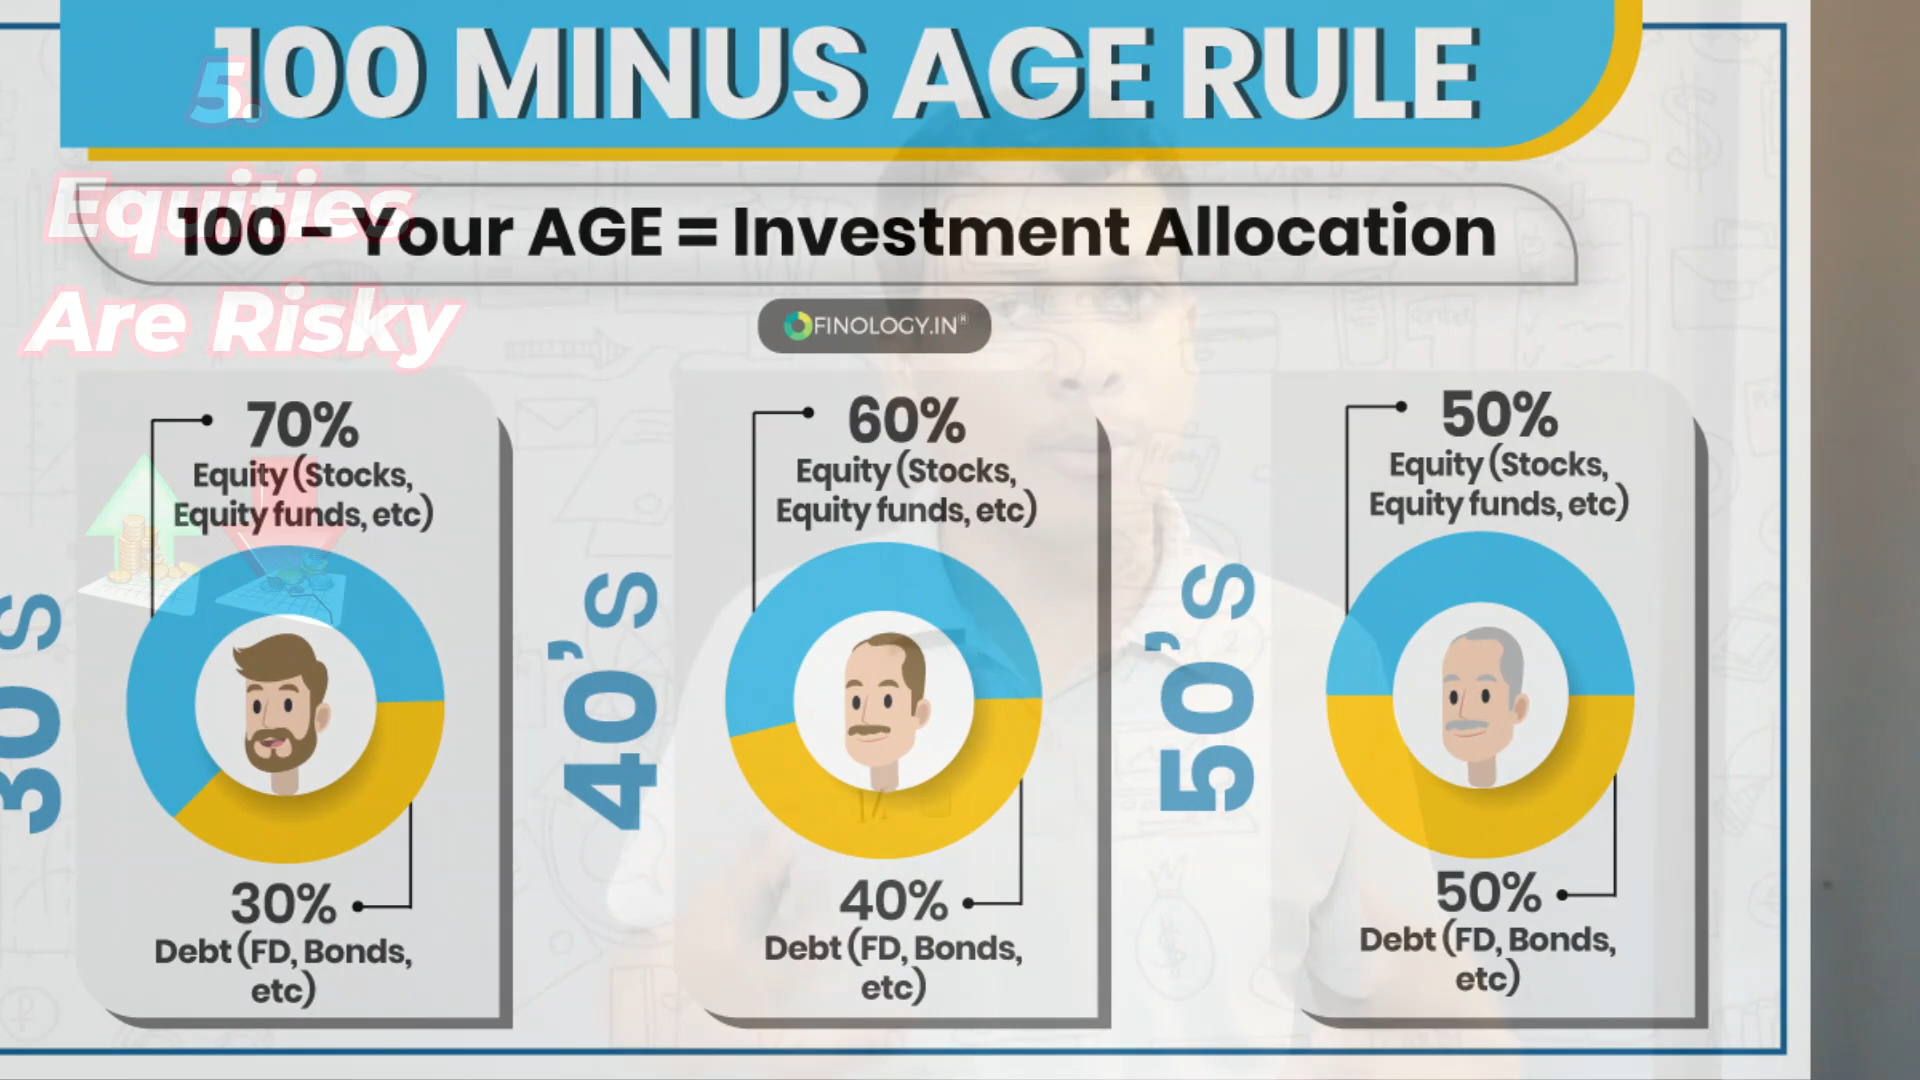 100 MINUS AGE RULE
5.
Equities
Are Risky
100 - Your AGE = Investment Allocation
FINOLOGY.IN®
30's
70%
Equity (Stocks,
Equity funds, etc)
30%
Debt (FD, Bonds,
etc)
40's
60%
Equity (Stocks,
Equity funds, etc)
40%
Debt (FD, Bonds,
etc)
50's
50%
Equity (Stocks,
Equity funds, etc)
50%
Debt (FD, Bonds,
etc)